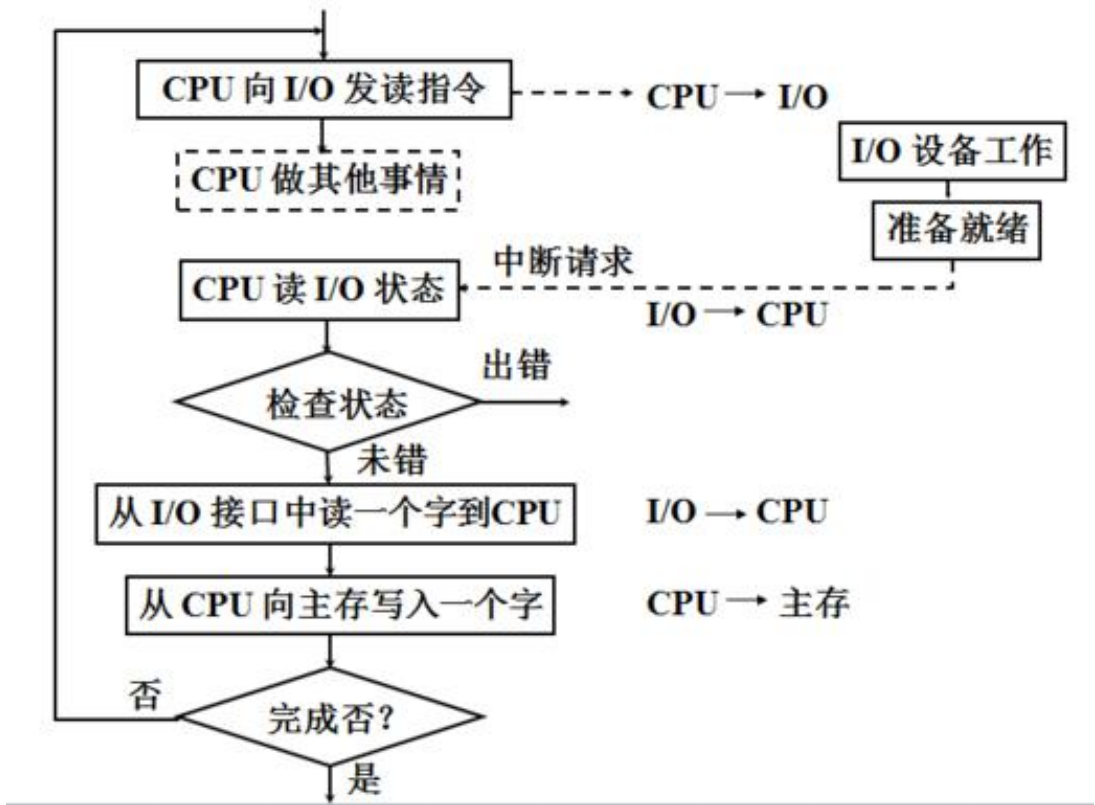 CPU 向 I/O 发读指令
CPU → I/O
I/O 设备工作
CPU 做其他事情
准备就绪
中断请求
CPU 读 I/O 状态
I/O → CPU
出错
检查状态
未错
从 I/O 接口中读一个字到CPU
I/O → CPU
从 CPU 向主存写入一个字
CPU → 主存
否
完成否?
是